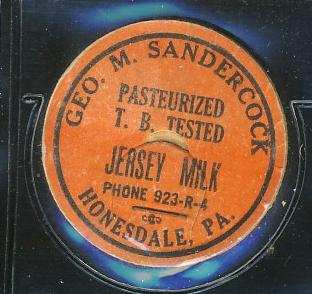 GEO. M. SANDERCOCK
PASTEURIZED
T. B. TESTED
JERSEY MILK
PHONE 923-R-4
HONESDALE, PA.